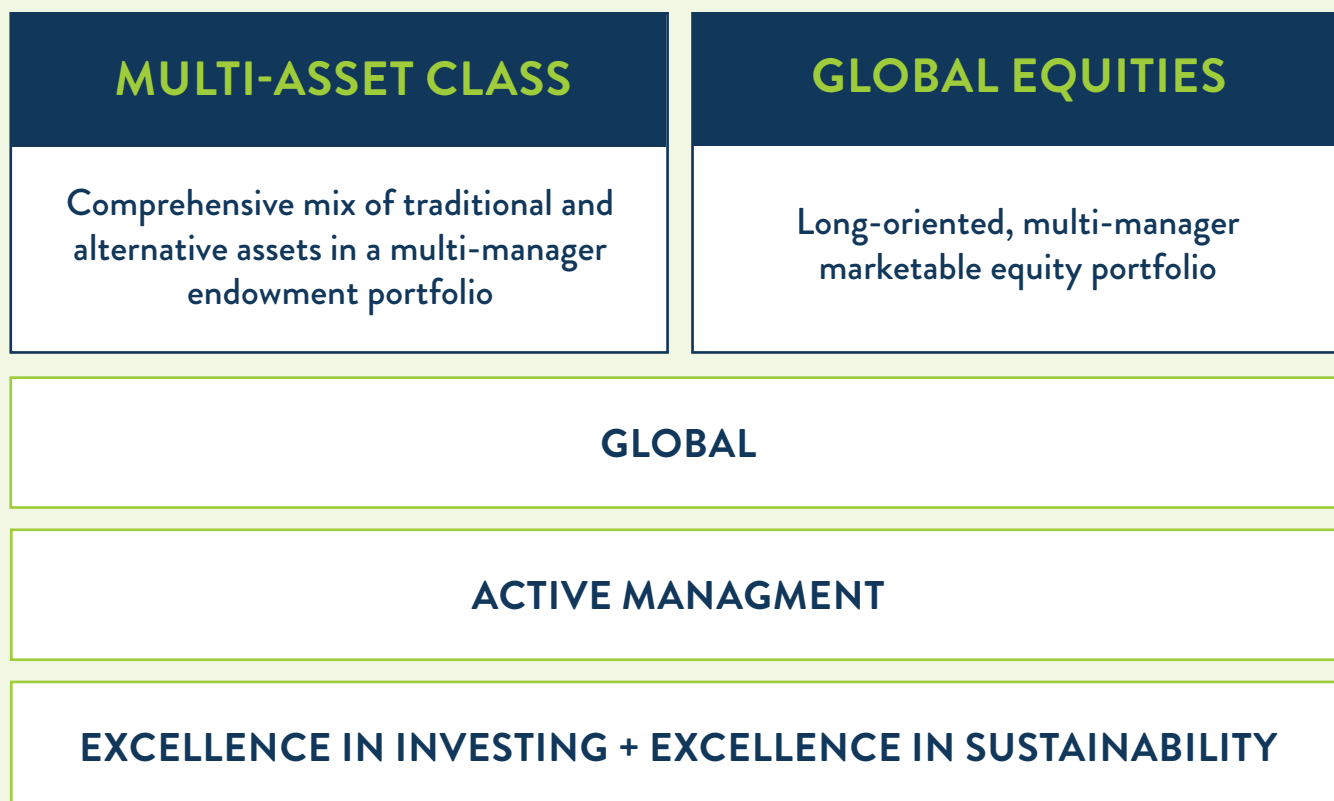 MULTI-ASSET CLASS
Comprehensive mix of traditional and
alternative assets in a multi-manager
endowment portfolio
GLOBAL EQUITIES
Long-oriented, multi-manager
marketable equity portfolio
GLOBAL
ACTIVE MANAGMENT
EXCELLENCE IN INVESTING + EXCELLENCE IN SUSTAINABILITY